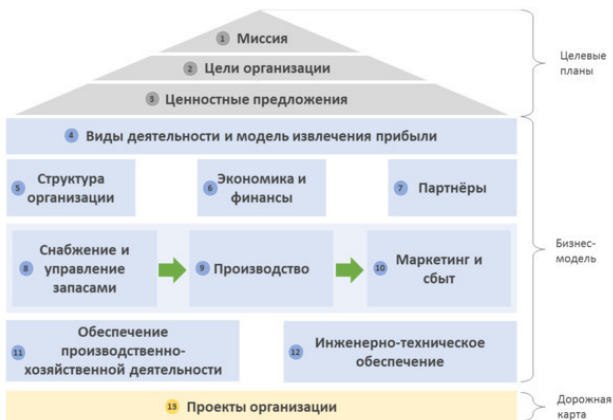 1 Миссия
2 Цели организации
3 Ценностные предложения
Целевые
планы
4 Виды деятельности и модель извлечения прибыли
5 Структура
организации
6 Экономика и
финансы
7 Партнёры
8 Снабжение и
управление
запасами
9 Производство
10 Маркетинг и
сбыт
Бизнес-
модель
11 Обеспечение
производственно-
хозяйственной деятельности
12 Инженерно-техническое
обеспечение
13 Проекты организации
Дорожная
карта